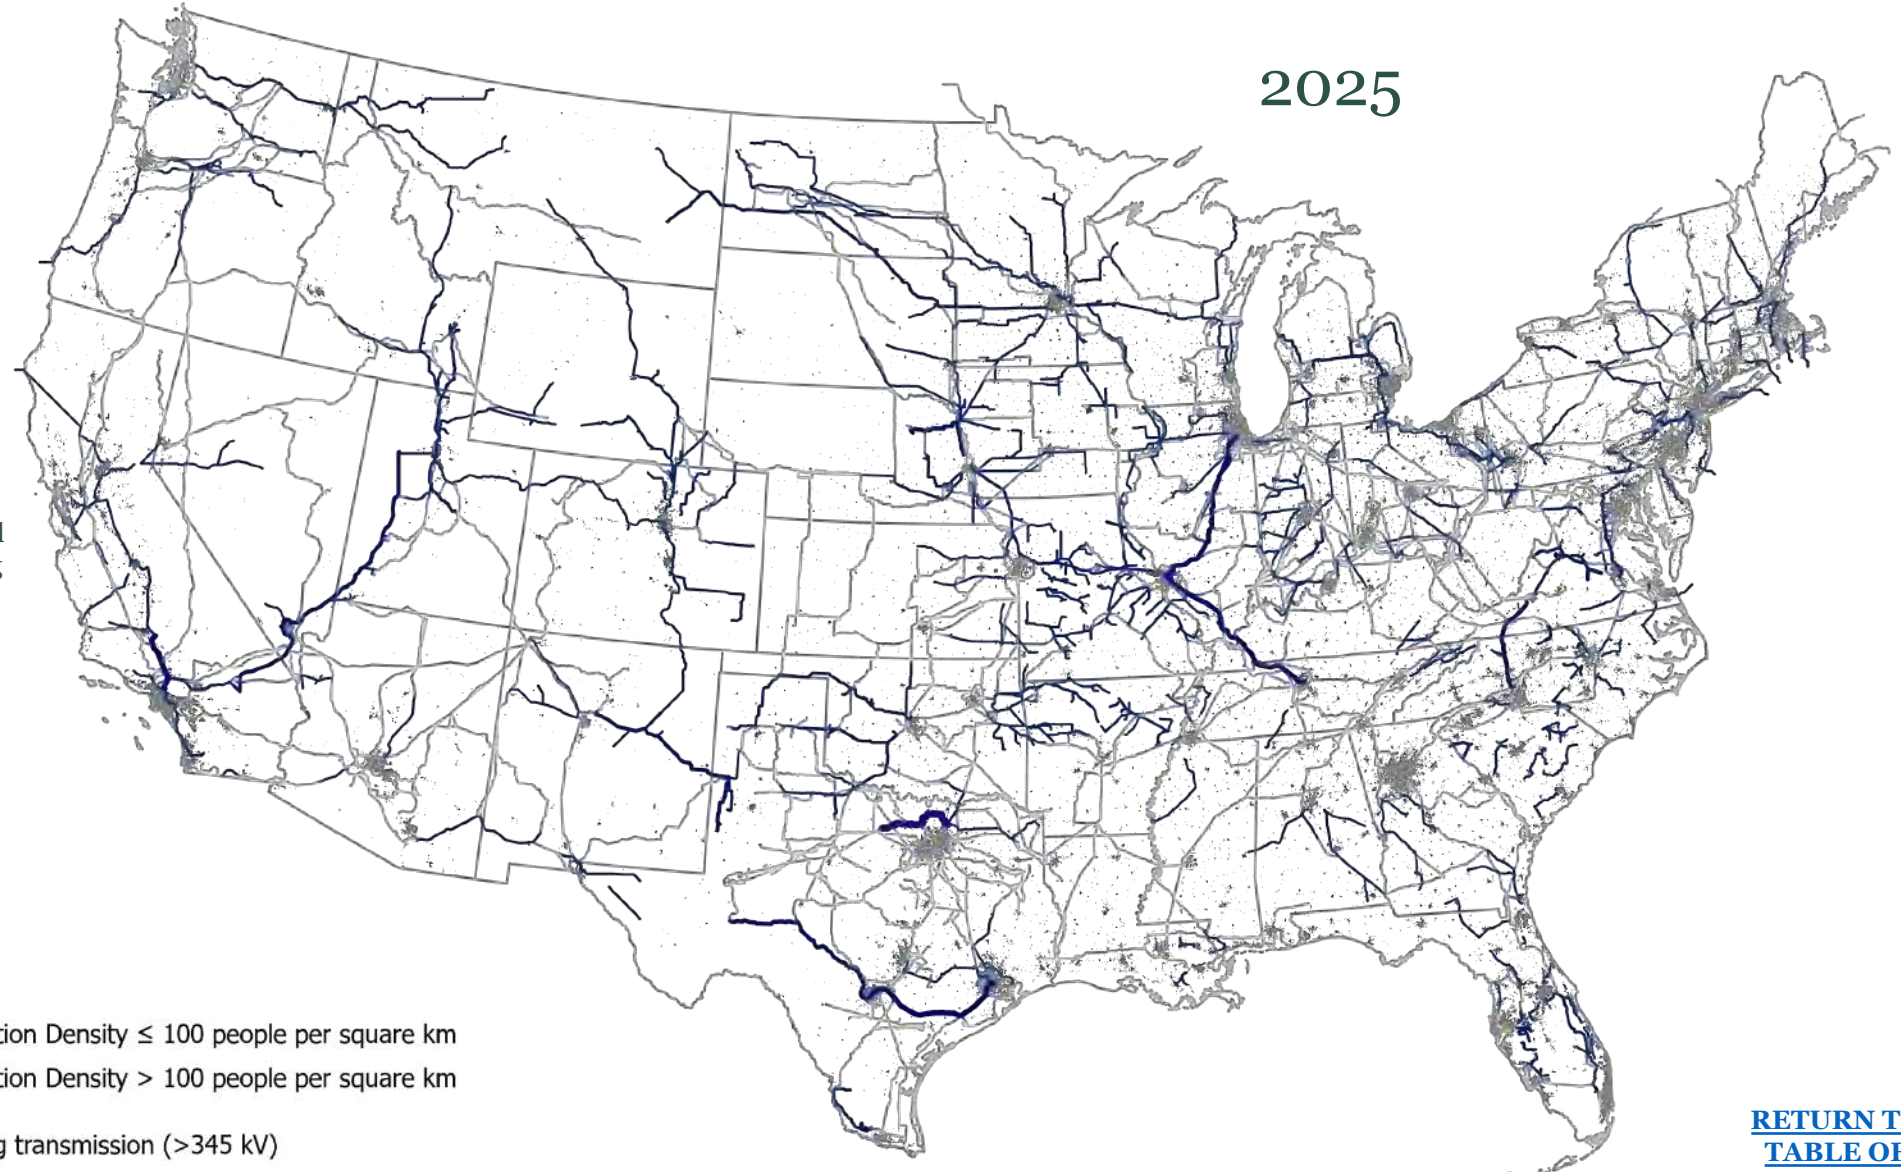 2025
tion Density ≤ 100 people per square km
tion Density > 100 people per square km
g transmission (>345 kV)
RETURN T
TABLE OF